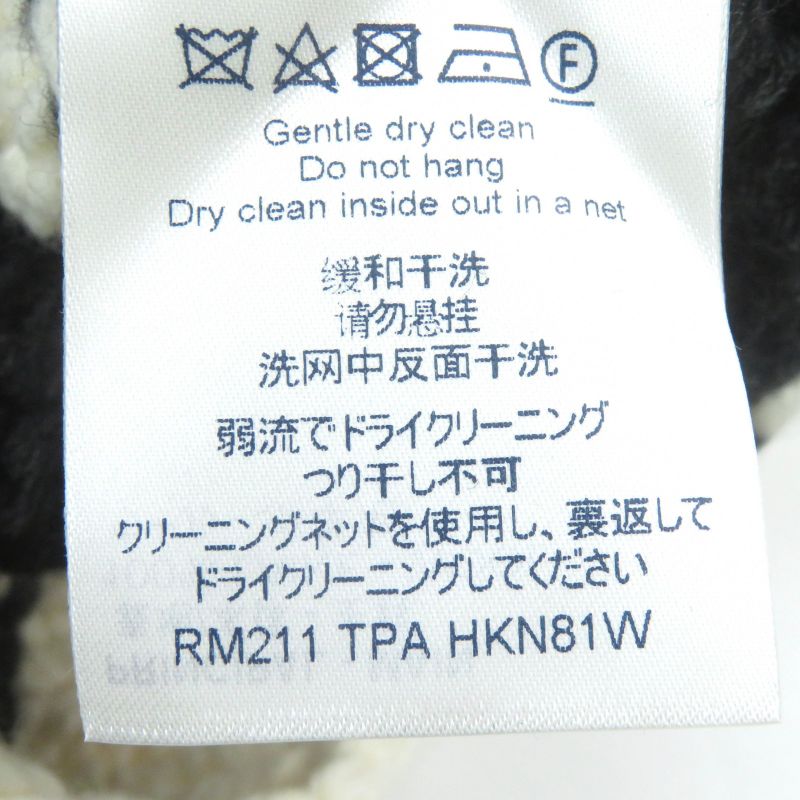 F
Gentle dry clean
Do not hang
Dry clean inside out in a net
缓和干洗
请勿悬挂
洗网中反面干洗
弱流でドライクリーニング
つり干し不可
クリーニングネットを使用し、裏返して
ドライクリーニングしてください
RM211 TPA HKN81W